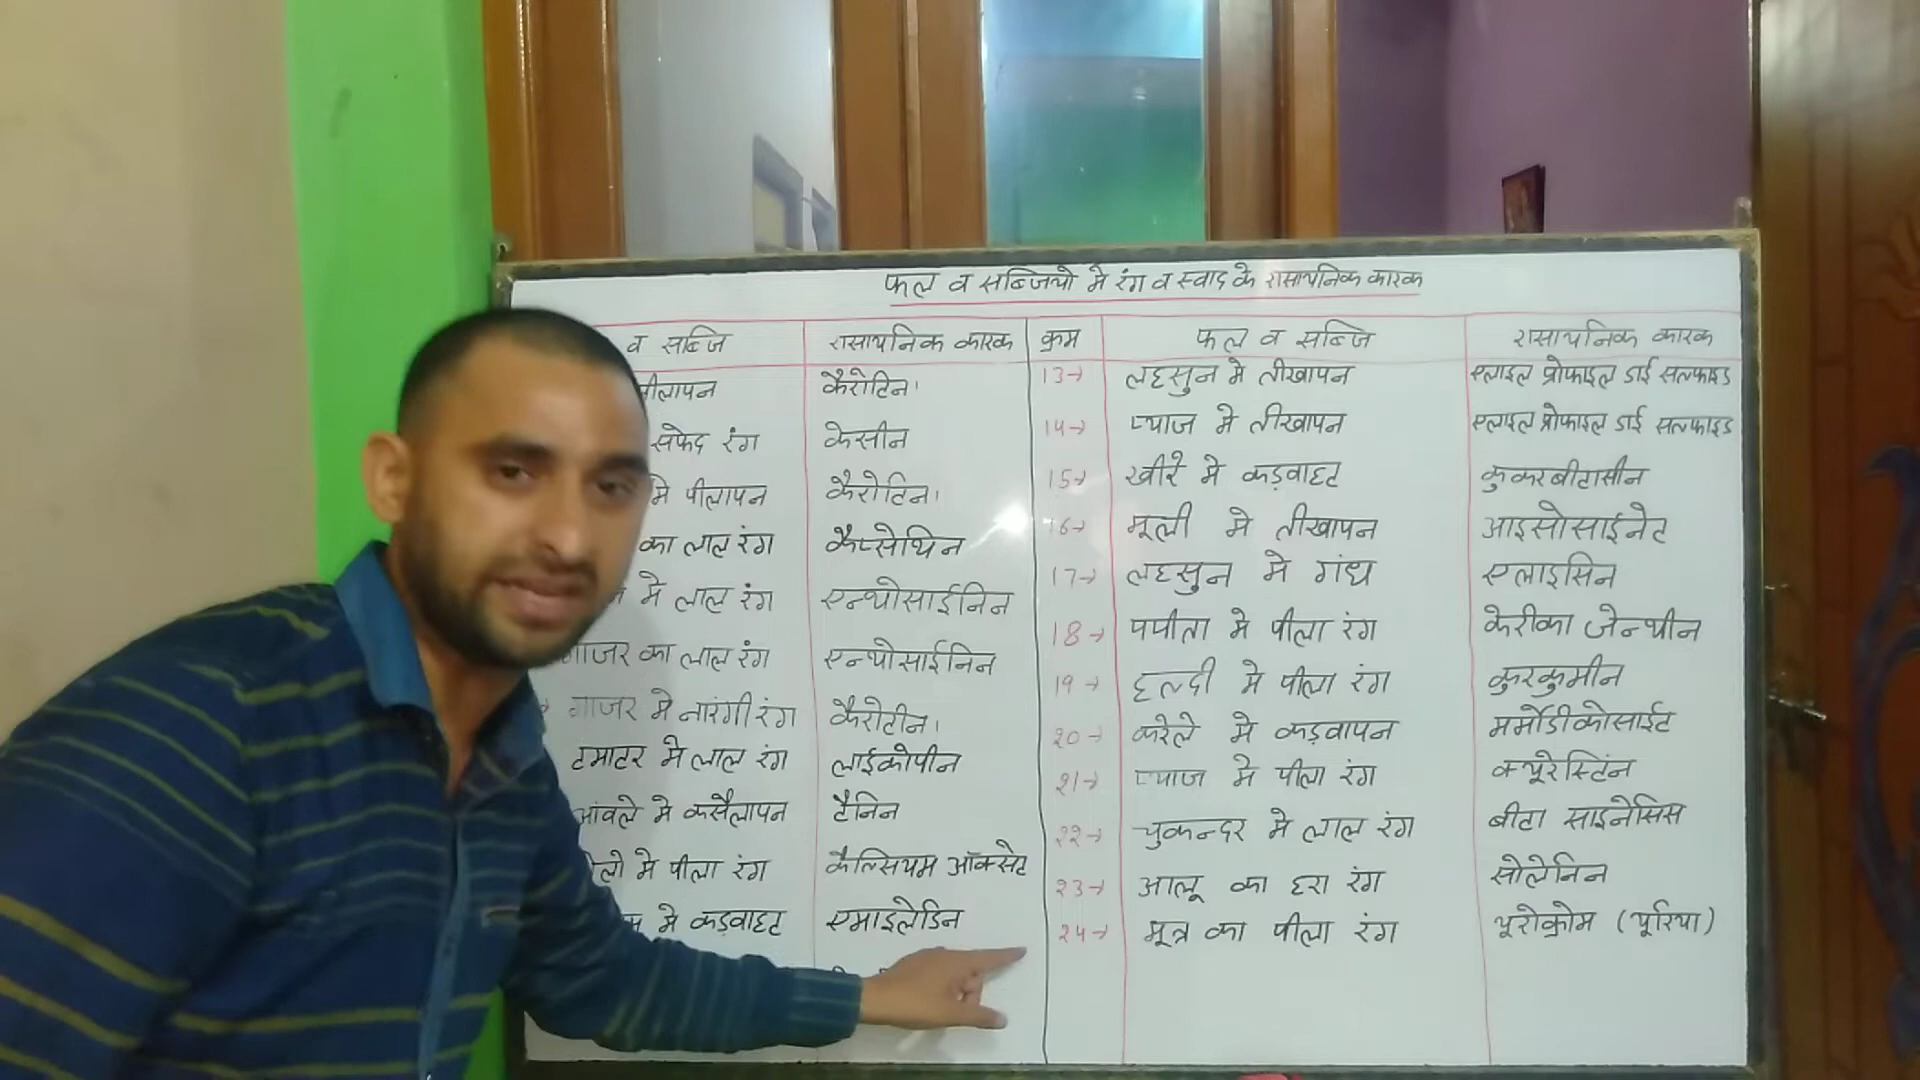 फल व सब्जियो मे रंग व स्वाद के रासायनिक कारक
व सब्जि रासायनिक कारक
पीलापन कैरोटिन।
सफेद रंग केसीन
मे पीलापन कैरोटिन।
का लाल रंग कैप्सेथिन
मे लाल रंग एन्थोसाईनिन
गाजर का लाल रंग एन्थोसाईनिन
गाजर मे नारंगी रंग कैरोटीन।
टमाटर मे लाल रंग लाईकोपीन
आंवले मे कसैलापन टैनिन
मे पीला रंग कैल्सियम ऑक्सेट
मे कड़वाहट एमाइलेडिन
क्रम फल व सब्जि रासायनिक कारक
13→ लहसुन मे तीखापन एलाइल प्रोफाइल डाई सल्फाइड
14→ प्याज मे तीखापन एलाइल प्रोफाइल डाई सल्फाइड
15→ खीरे मे कड़वाहट कुकरबीटासीन
16→ मूली मे तीखापन आइसोसाईनेट
17→ लहसुन मे गंध एलाइसिन
18→ पपीता मे पीला रंग केरीका जेन्थीन
19→ हल्दी मे पीला रंग कुरकुमीन
20→ करेले मे कड़वापन मर्मोडीकोसाईट
21→ प्याज मे पीला रंग क्यूरेस्टिंन
22→ चुकन्दर मे लाल रंग बीटा साइनेसिस
23→ आलू का हरा रंग सोलेनिन
24→ मूत्र का पीला रंग यूरोक्रोम (यूरिया)